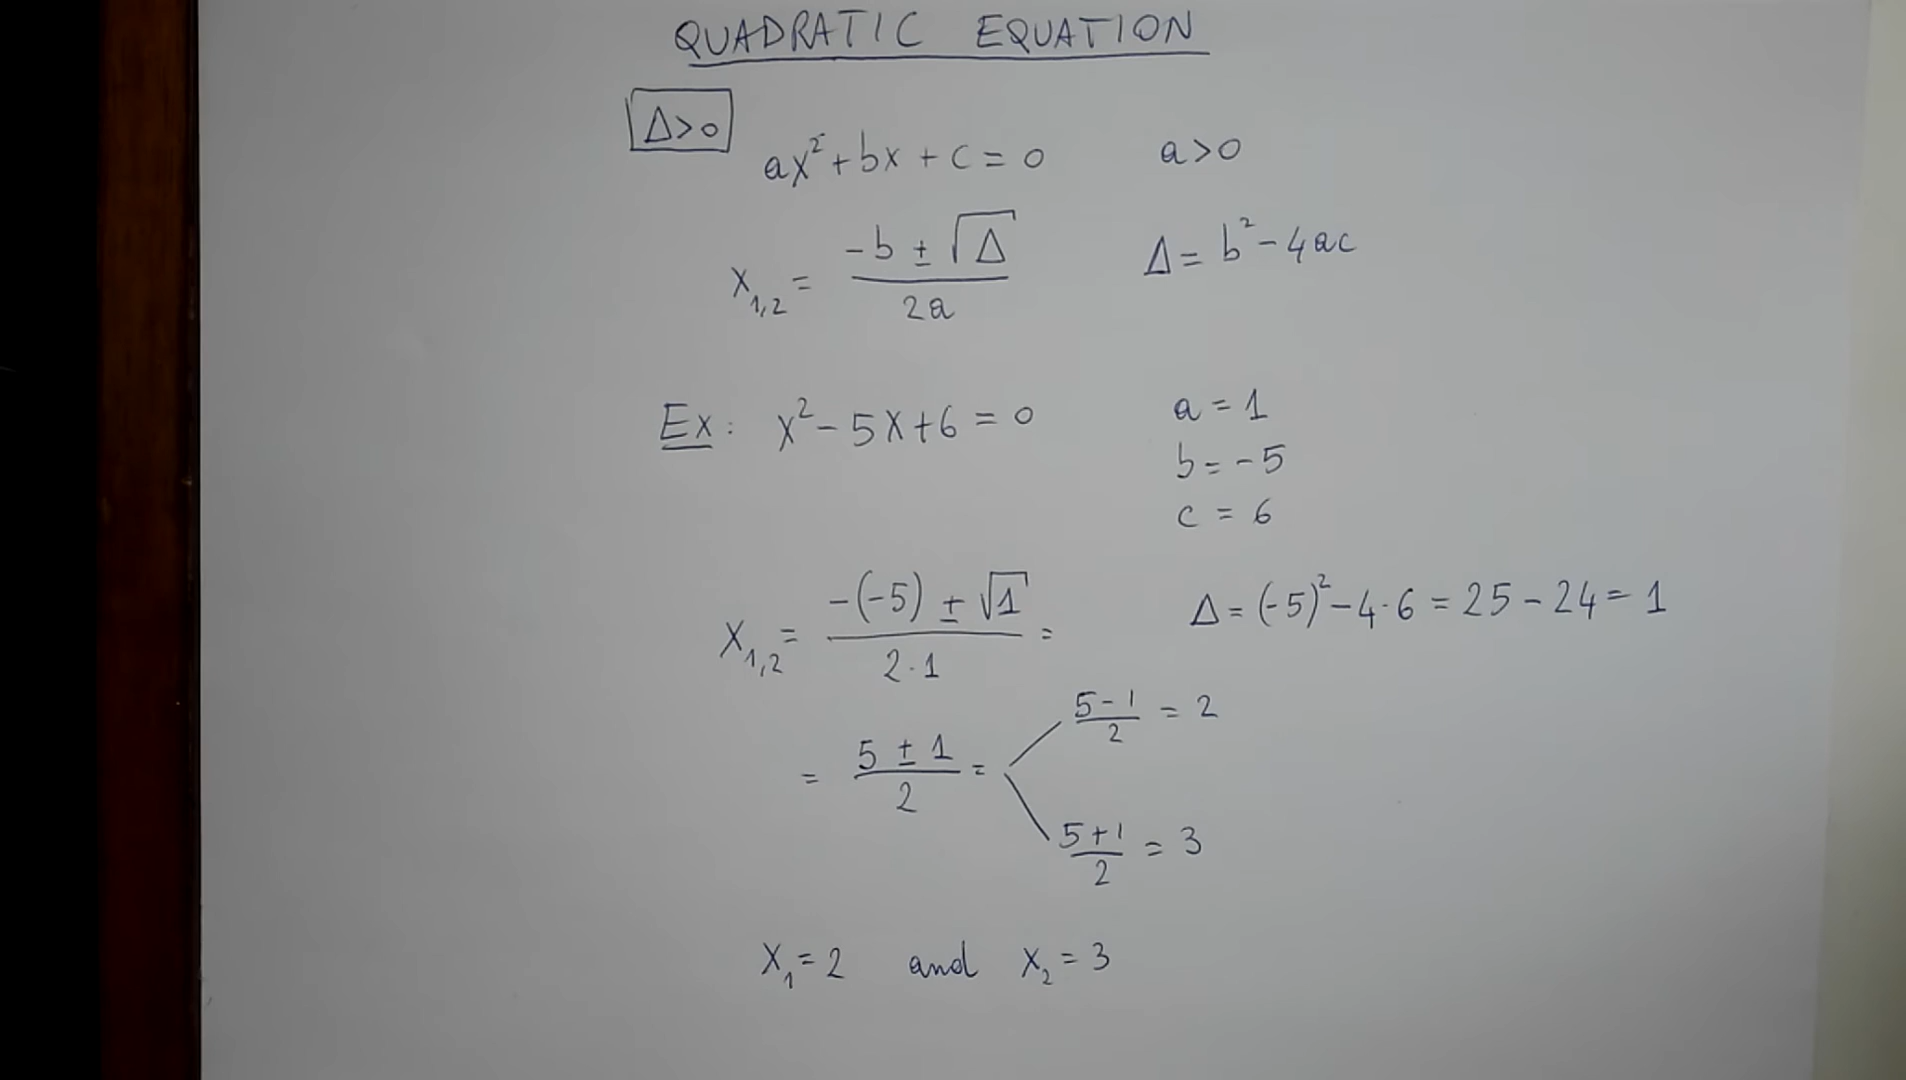 QUADRATIC EQUATION
Δ>0
ax²+bx+c=0 a>0
x₁,₂ = (-b ± √Δ)/2a Δ = b²-4ac
Ex: x²-5x+6=0 a=1
b=-5
c=6
x₁,₂ = (-(-5) ± √1)/(2·1) = Δ=(-5)²-4·6=25-24=1
= (5 ± 1)/2 =
(5-1)/2 = 2
(5+1)/2 = 3
x₁=2 and x₂=3